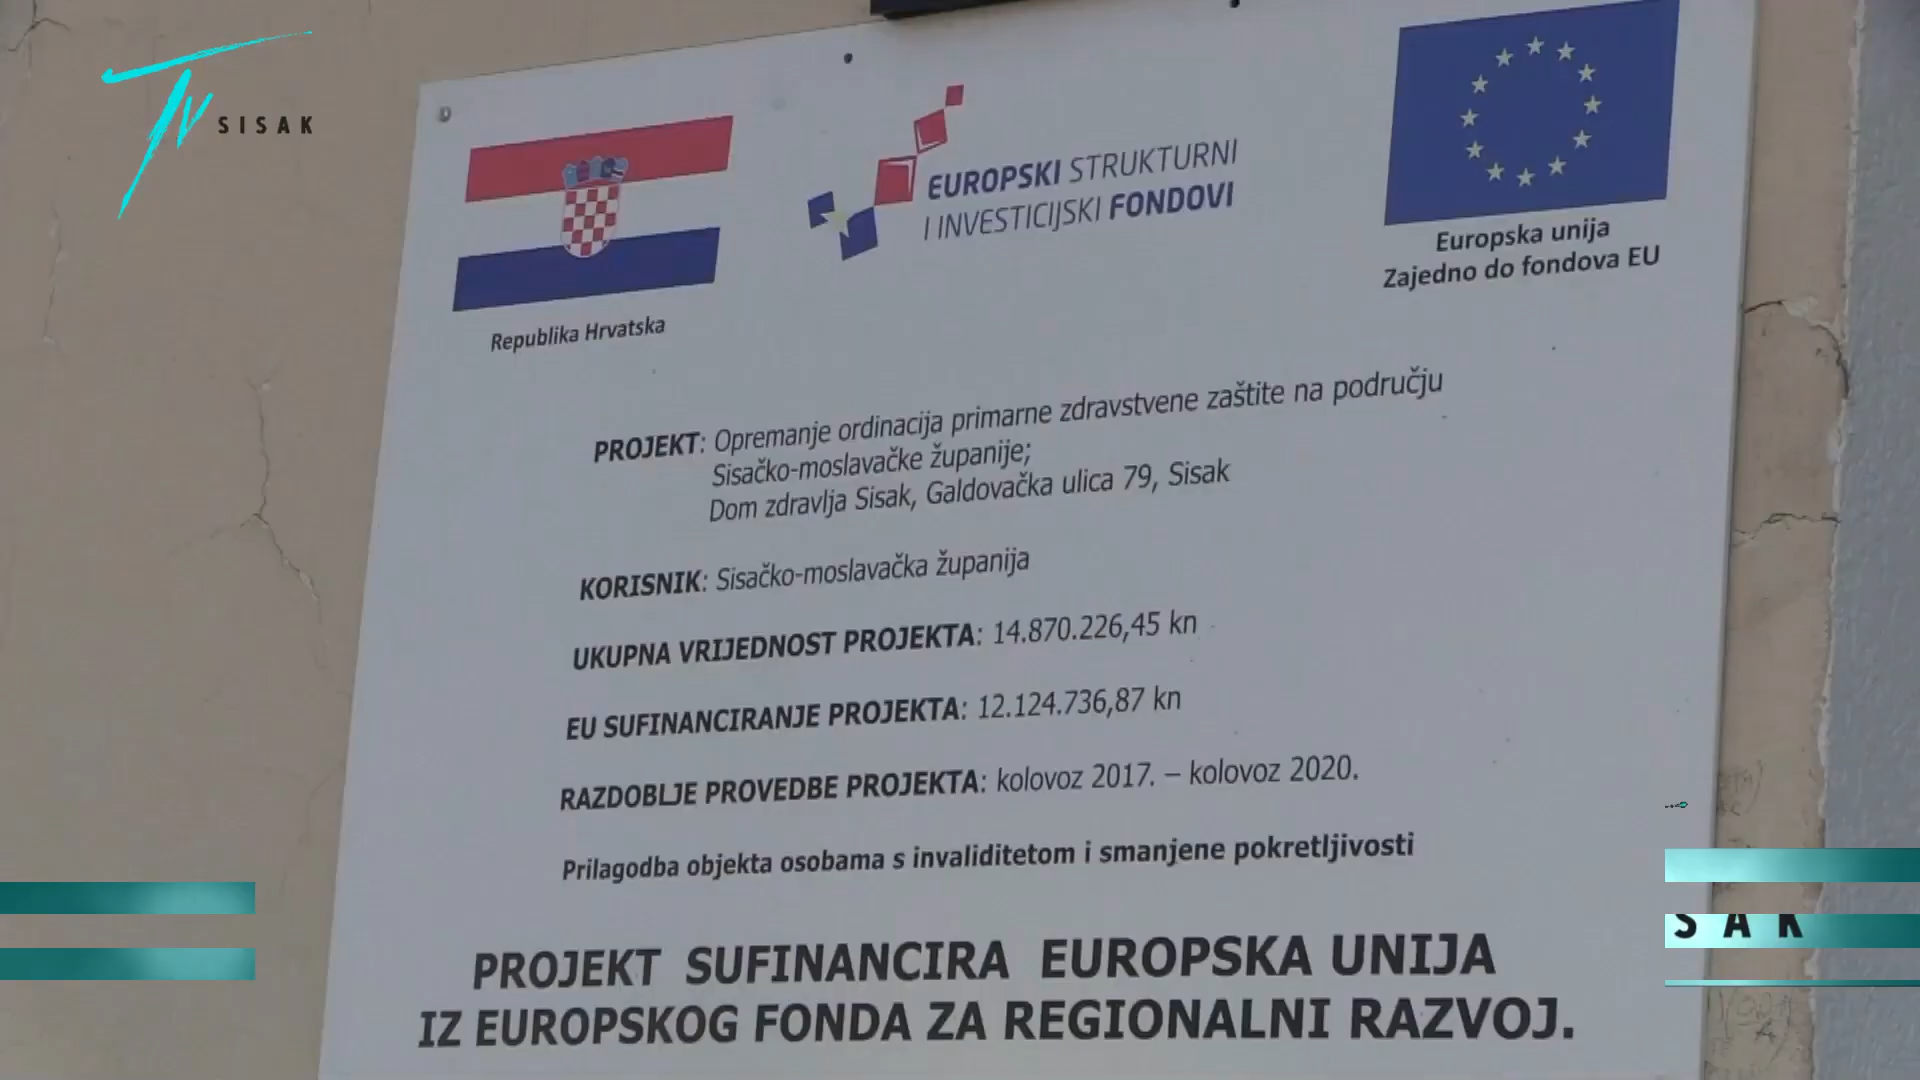 TV SISAK
EUROPSKI STRUKTURNI
I INVESTICIJSKI FONDOVI
Europska unija
Zajedno do fondova EU
Republika Hrvatska
PROJEKT: Opremanje ordinacija primarne zdravstvene zaštite na području
Sisačko-moslavačke županije;
Dom zdravlja Sisak, Galdovačka ulica 79, Sisak
KORISNIK: Sisačko-moslavačka županija
UKUPNA VRIJEDNOST PROJEKTA: 14.870.226,45 kn
EU SUFINANCIRANJE PROJEKTA: 12.124.736,87 kn
RAZDOBLJE PROVEDBE PROJEKTA: kolovoz 2017. – kolovoz 2020.
Prilagodba objekta osobama s invaliditetom i smanjene pokretljivosti
SAK
PROJEKT SUFINANCIRA EUROPSKA UNIJA
IZ EUROPSKOG FONDA ZA REGIONALNI RAZVOJ.